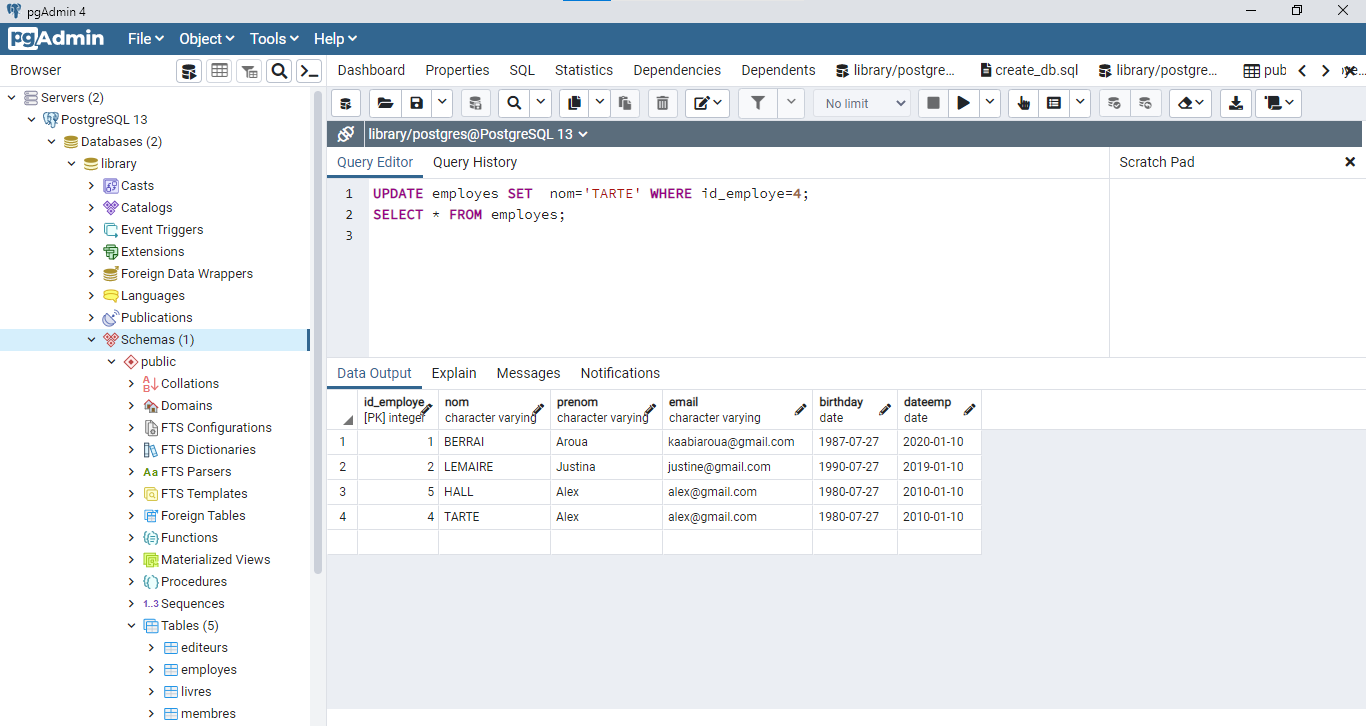 pgAdmin 4
pgAdmin
File Object Tools Help
Browser
Dashboard Properties SQL Statistics Dependencies Dependents library/postgre... create_db.sql library/postgre... pub
Servers (2)
PostgreSQL 13
Databases (2)
library
Casts
Catalogs
Event Triggers
Extensions
Foreign Data Wrappers
Languages
Publications
Schemas (1)
public
Collations
Domains
FTS Configurations
FTS Dictionaries
Aa FTS Parsers
FTS Templates
Foreign Tables
Functions
Materialized Views
Procedures
1..3 Sequences
Tables (5)
editeurs
employes
livres
membres
No limit
library/postgres@PostgreSQL 13
Query Editor Query History
Scratch Pad
1 UPDATE employes SET  nom='TARTE' WHERE id_employe=4;
2 SELECT * FROM employes;
3
Data Output Explain Messages Notifications
id_employe nom prenom email birthday dateemp
[PK] integer character varying character varying character varying date date
1 1 BERRAI Aroua kaabiaroua@gmail.com 1987-07-27 2020-01-10
2 2 LEMAIRE Justina justine@gmail.com 1990-07-27 2019-01-10
3 5 HALL Alex alex@gmail.com 1980-07-27 2010-01-10
4 4 TARTE Alex alex@gmail.com 1980-07-27 2010-01-10